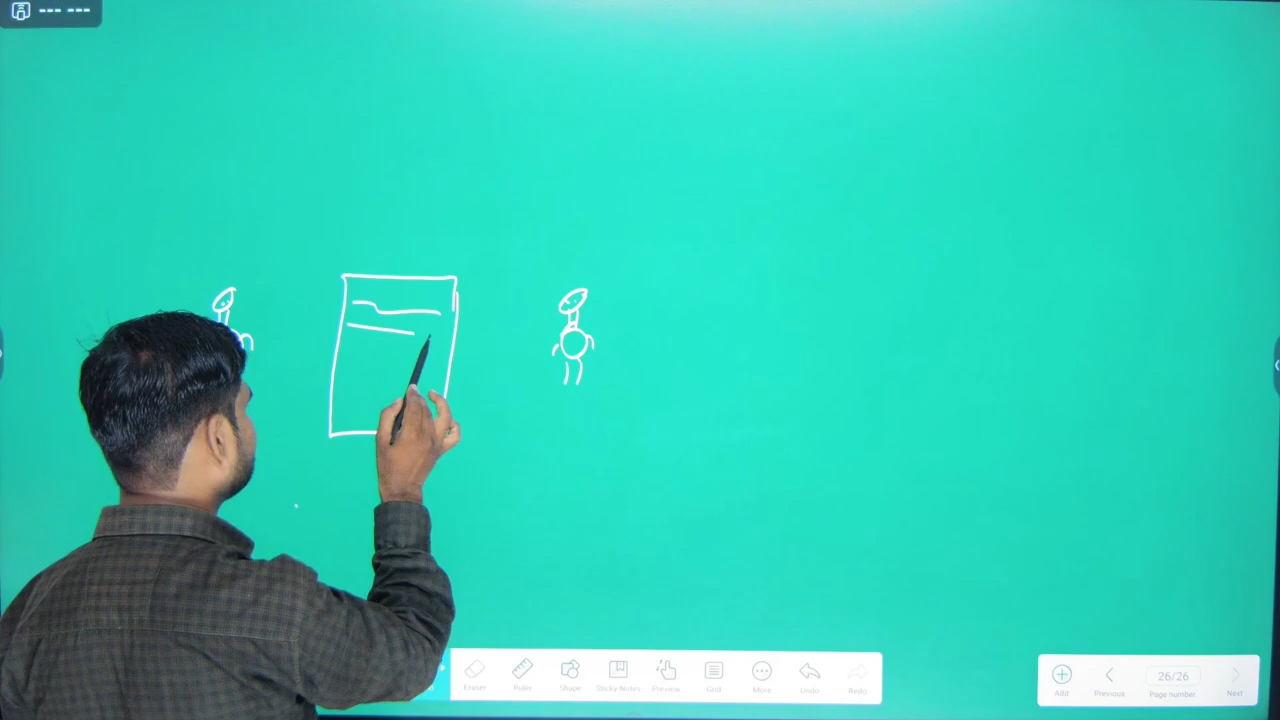 Eraser
Ruler
Shape
Sticky Notes
Preview
Grid
More
Undo
Redo
Add
Previous
26/26
Page number
Next